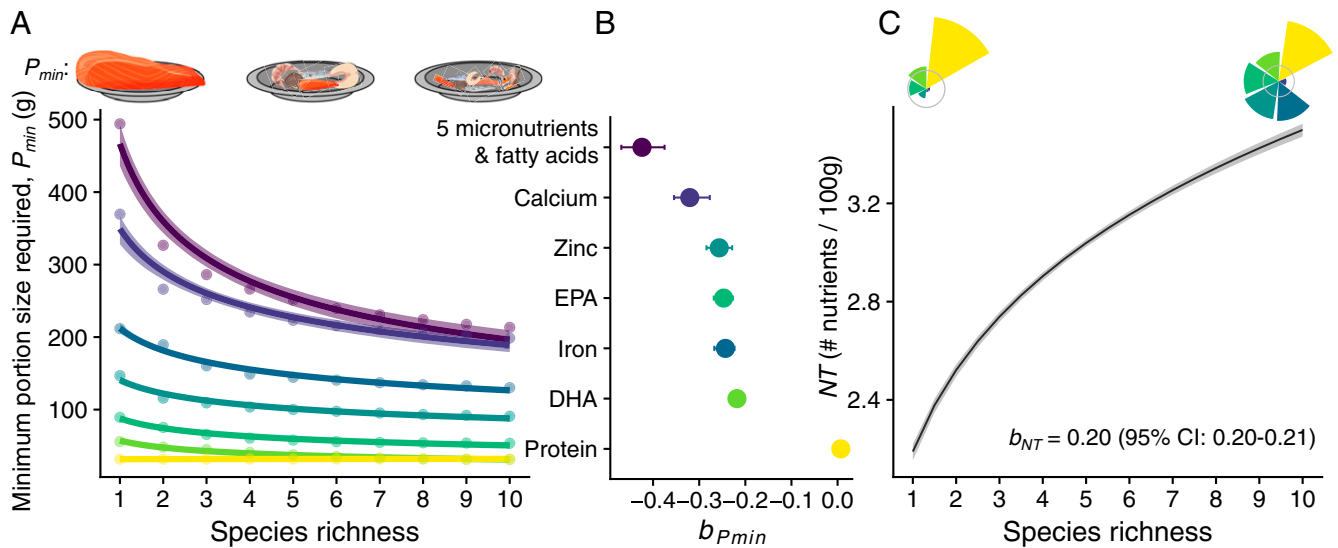 A
P_min:
Minimum portion size required, P_min (g)
500
400
300
200
100
1 2 3 4 5 6 7 8 9 10
Species richness
B
5 micronutrients
& fatty acids
Calcium
Zinc
EPA
Iron
DHA
Protein
−0.4 −0.3 −0.2 −0.1 0.0
b_Pmin
C
NT (# nutrients / 100g)
3.2
2.8
2.4
b_NT = 0.20 (95% CI: 0.20-0.21)
1 2 3 4 5 6 7 8 9 10
Species richness